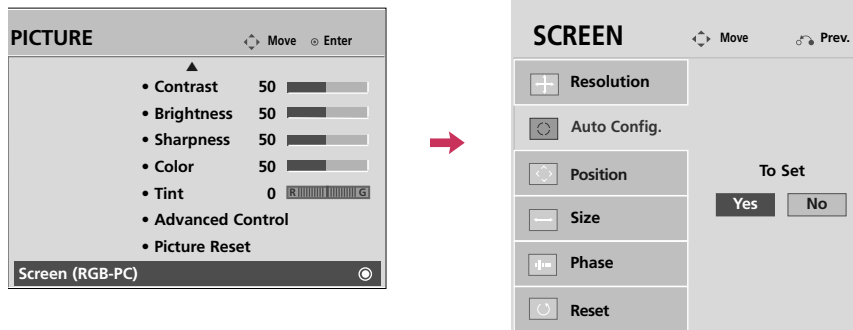 PICTURE Move Enter
• Contrast 50
• Brightness 50
• Sharpness 50
• Color 50
• Tint 0 R G
• Advanced Control
• Picture Reset
Screen (RGB-PC)
SCREEN Move Prev.
Resolution
Auto Config.
Position
Size
Phase
Reset
To Set
Yes No